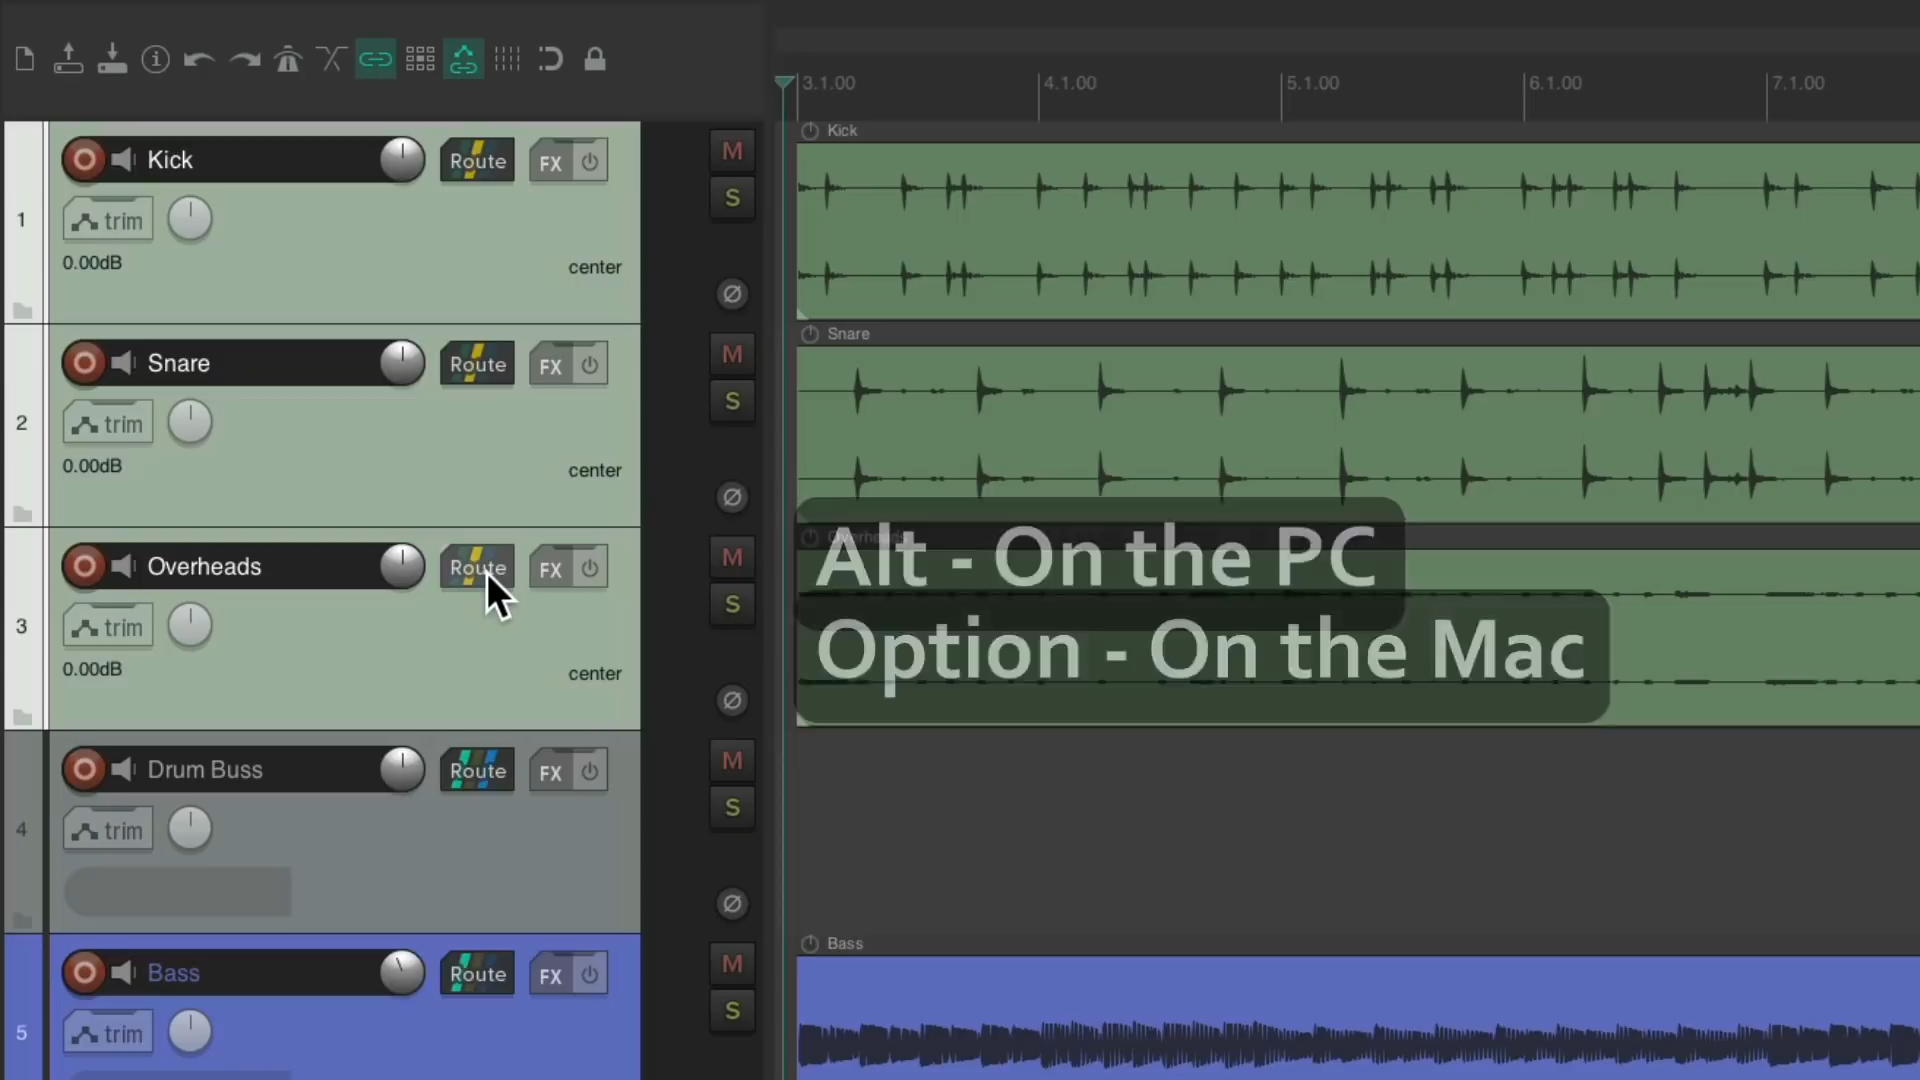 3.1.00
4.1.00
5.1.00
6.1.00
7.1.00
1
Kick
Route
FX
trim
0.00dB
center
M
S
Kick
2
Snare
Route
FX
trim
0.00dB
center
M
S
Snare
3
Overheads
Route
FX
trim
0.00dB
center
M
S
Overheads
Alt - On the PC
Option - On the Mac
4
Drum Buss
Route
FX
trim
M
S
5
Bass
Route
FX
trim
M
S
Bass